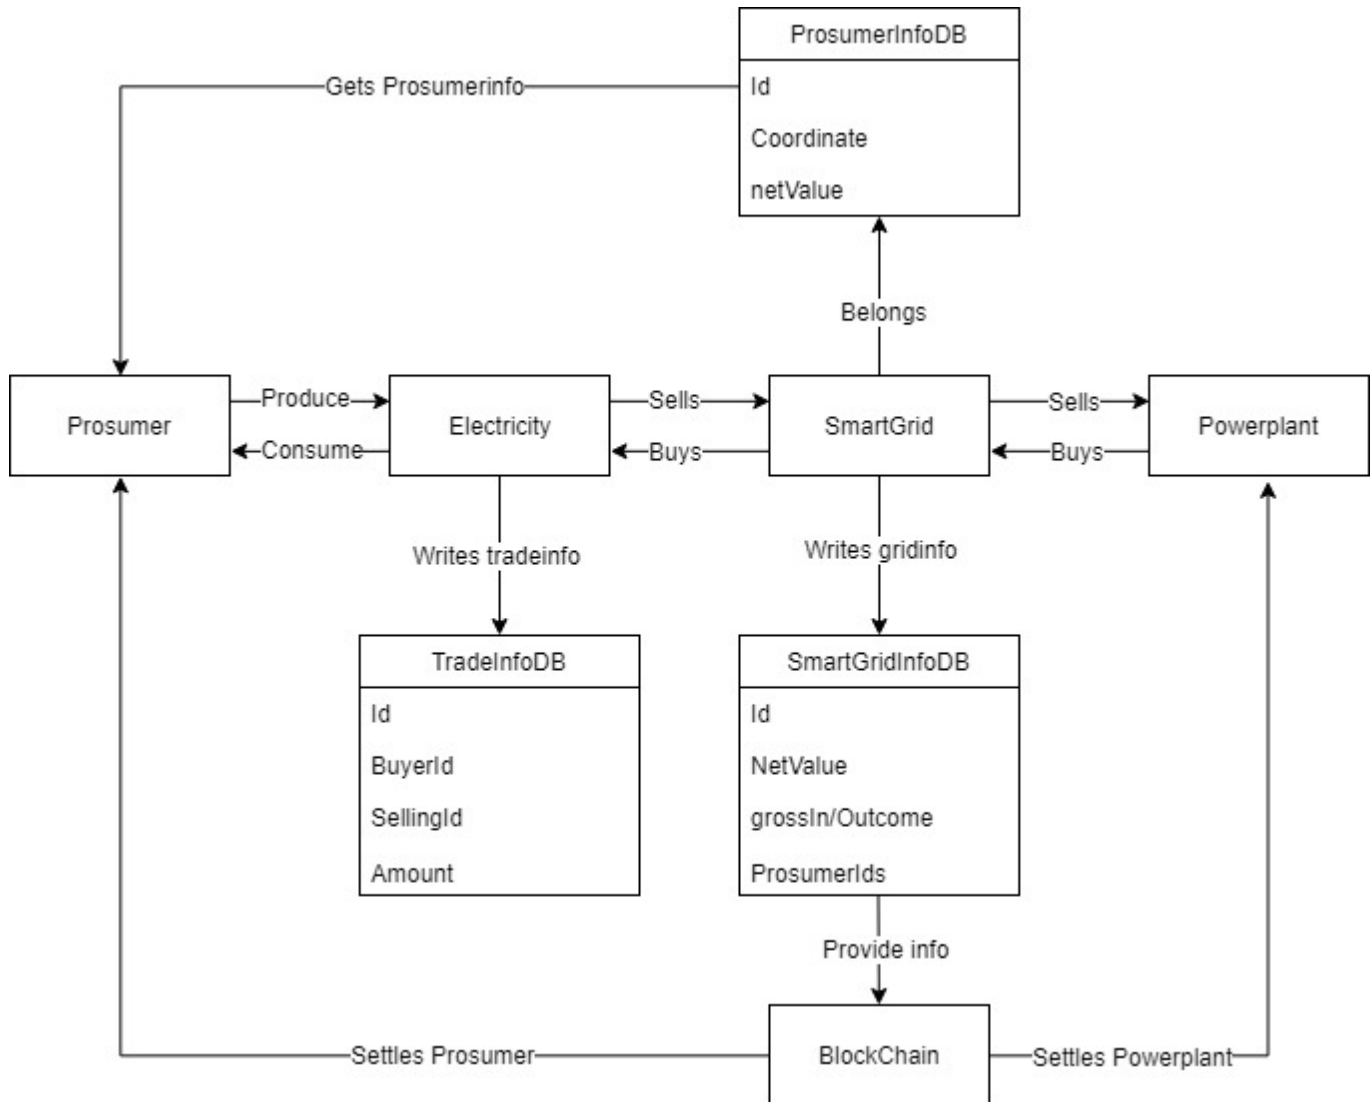 ProsumerInfoDB
Gets Prosumerinfo
Id
Coordinate
netValue
Belongs
Prosumer
Produce
Consume
Electricity
Sells
Buys
SmartGrid
Sells
Buys
Powerplant
Writes tradeinfo
Writes gridinfo
TradeInfoDB
Id
BuyerId
SellingId
Amount
SmartGridInfoDB
Id
NetValue
grossIn/Outcome
ProsumerIds
Provide info
Settles Prosumer
BlockChain
Settles Powerplant